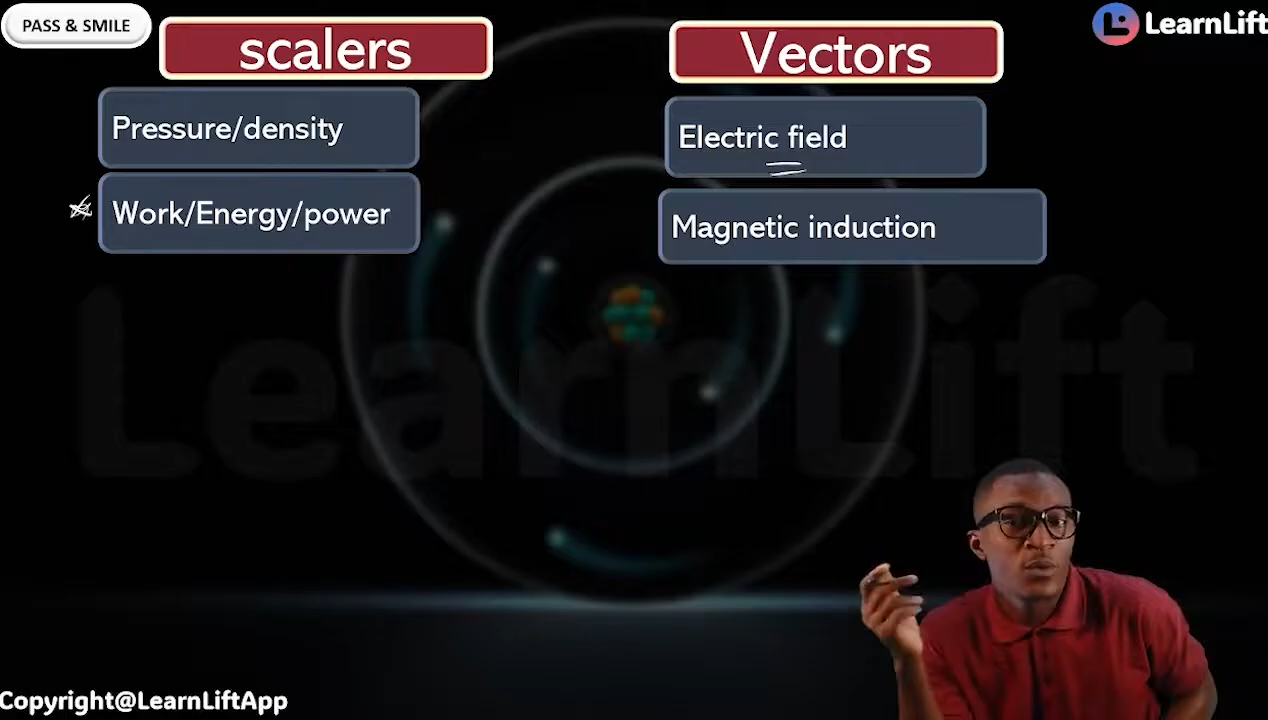 PASS & SMILE
scalers
Vectors
LearnLift
Pressure/density
Electric field
Work/Energy/power
Magnetic induction
LearnLift
Copyright@LearnLiftApp